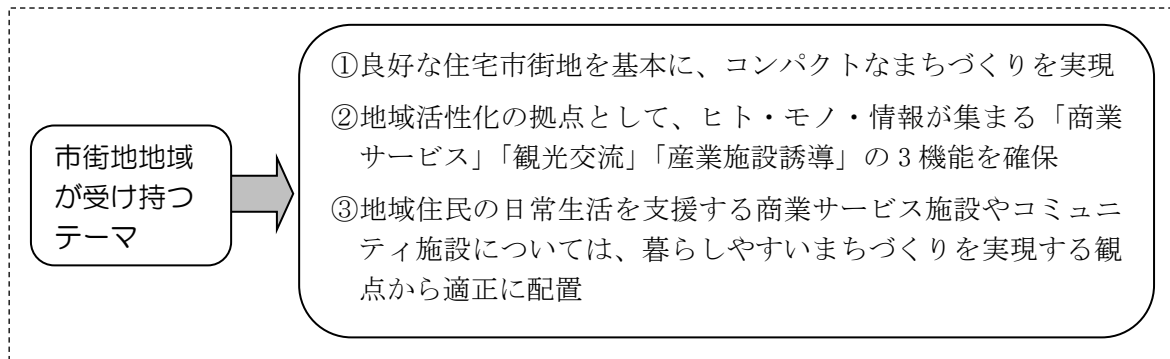 市街地地域
が受け持つ
テーマ
①良好な住宅市街地を基本に、コンパクトなまちづくりを実現
②地域活性化の拠点として、ヒト・モノ・情報が集まる「商業
サービス」「観光交流」「産業施設誘導」の3機能を確保
③地域住民の日常生活を支援する商業サービス施設やコミュニ
ティ施設については、暮らしやすいまちづくりを実現する観
点から適正に配置